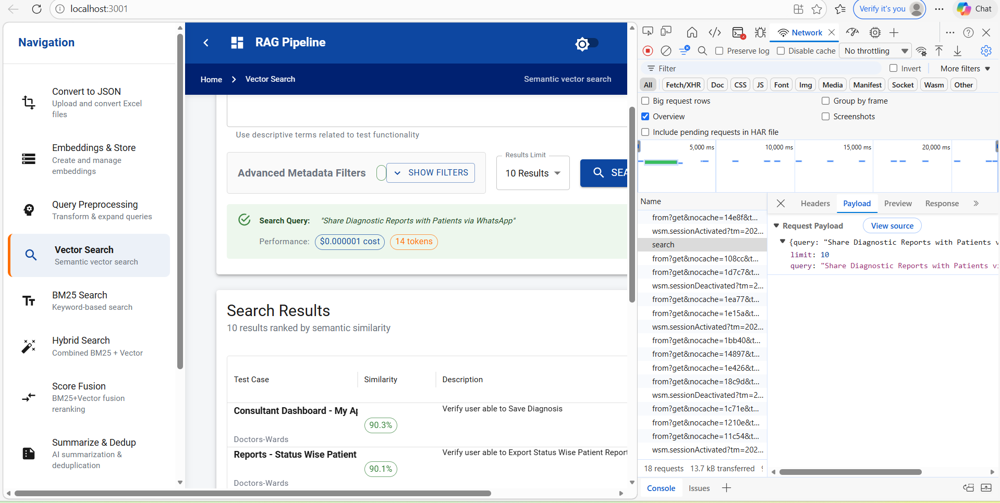 localhost:3001
Verify it's you
Chat
Navigation
Convert to JSON
Upload and convert Excel
files
Embeddings & Store
Create and manage
embeddings
Query Preprocessing
Transform & expand queries
Vector Search
Semantic vector search
BM25 Search
Keyword-based search
Hybrid Search
Combined BM25 + Vector
Score Fusion
BM25+Vector fusion
reranking
Summarize & Dedup
AI summarization &
deduplication
RAG Pipeline
Home
Vector Search
Semantic vector search
Use descriptive terms related to test functionality
Advanced Metadata Filters
SHOW FILTERS
Results Limit
10 Results
SEA
Search Query: "Share Diagnostic Reports with Patients via WhatsApp"
Performance: $0.000001 cost 14 tokens
Search Results
10 results ranked by semantic similarity
Test Case Similarity Description
Consultant Dashboard - My Ap
90.3%
Verify user able to Save Diagnosis
Doctors-Wards
Reports - Status Wise Patient
90.1%
Verify user able to Export Status Wise Patient Report
Doctors-Wards
Network
Preserve log
Disable cache
No throttling
Filter
Invert
More filters
All Fetch/XHR Doc CSS JS Font Img Media Manifest Socket Wasm Other
Big request rows
Group by frame
Overview
Screenshots
Include pending requests in HAR file
5,000 ms 10,000 ms 15,000 ms 20,000 ms
Name
from?get&nocache=14e8f&t...
wsm.sessionActivated?tm=202...
search
from?get&nocache=108cc&t...
from?get&nocache=1d7c7&t...
wsm.sessionDeactivated?tm=2...
from?get&nocache=1ea77&t...
from?get&nocache=1e15a&t...
wsm.sessionActivated?tm=202...
from?get&nocache=1bb40&t...
from?get&nocache=14897&t...
from?get&nocache=1e426&t...
from?get&nocache=18c9d&t...
wsm.sessionDeactivated?tm=2...
from?get&nocache=1c71e&t...
from?get&nocache=1210e&t...
from?get&nocache=11c54&t...
wsm.sessionActivated?tm=202...
18 requests 13.7 kB transferred
Headers Payload Preview Response
Request Payload
View source
{query: "Share Diagnostic Reports with Patients v
limit: 10
query: "Share Diagnostic Reports with Patients vi
Console
Issues